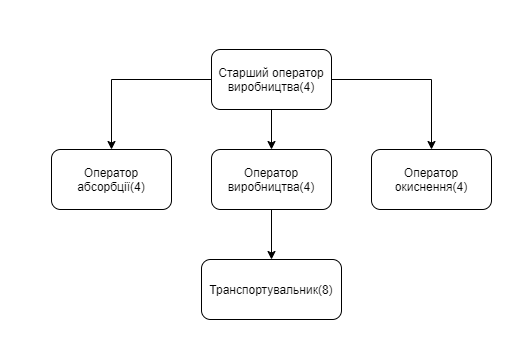 Старший оператор
виробництва(4)
Оператор
абсорбції(4)
Оператор
виробництва(4)
Оператор
окиснення(4)
Транспортувальник(8)